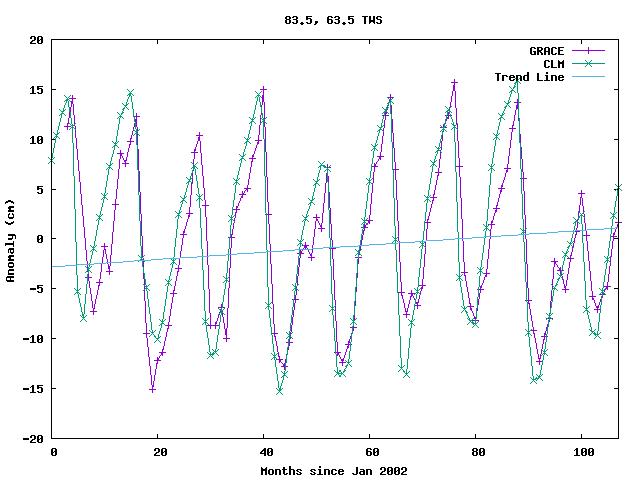 83.5, 63.5 TWS
GRACE
CLM
Trend Line
20
15
10
5
0
-5
-10
-15
-20
Anomaly (cm)
0 20 40 60 80 100
Months since Jan 2002